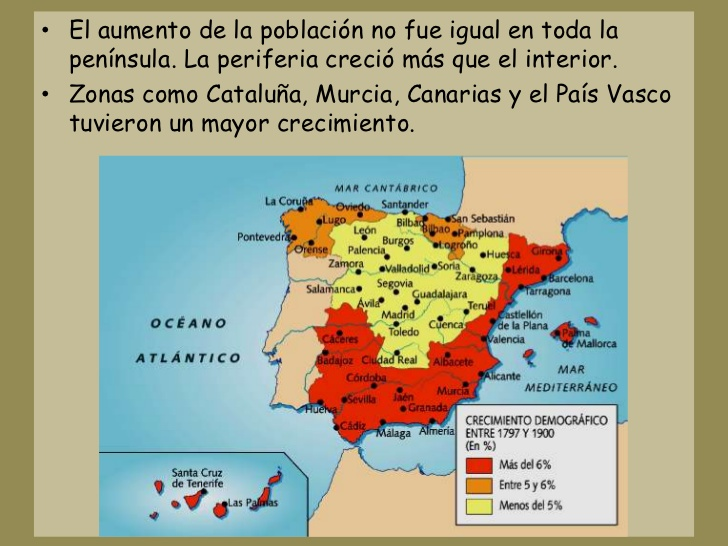 • El aumento de la población no fue igual en toda la
península. La periferia creció más que el interior.
• Zonas como Cataluña, Murcia, Canarias y el País Vasco
tuvieron un mayor crecimiento.
MAR CANTÁBRICO
La Coruña
Oviedo
Santander
Lugo
Bilbao
San Sebastián
Pontevedra
León
Bilbao
Pamplona
Orense
Burgos
Logroño
Girona
Palencia
Huesca
Zamora
Valladolid
Soria
Lérida
Zaragoza
Barcelona
Salamanca
Segovia
Tarragona
Ávila
Guadalajara
Teruel
Madrid
Castellón
de la Plana
OCÉANO
ATLÁNTICO
Toledo
Cuenca
Palma
de Mallorca
Cáceres
Valencia
Badajoz
Ciudad Real
Albacete
MAR
MEDITERRÁNEO
Córdoba
Alicante
Murcia
Jaén
Huelva
Sevilla
Granada
Cádiz
Málaga
Almería
CRECIMIENTO DEMOGRÁFICO
ENTRE 1797 Y 1900
(En %)
Más del 6%
Entre 5 y 6%
Menos del 5%
Santa Cruz
de Tenerife
Las Palmas